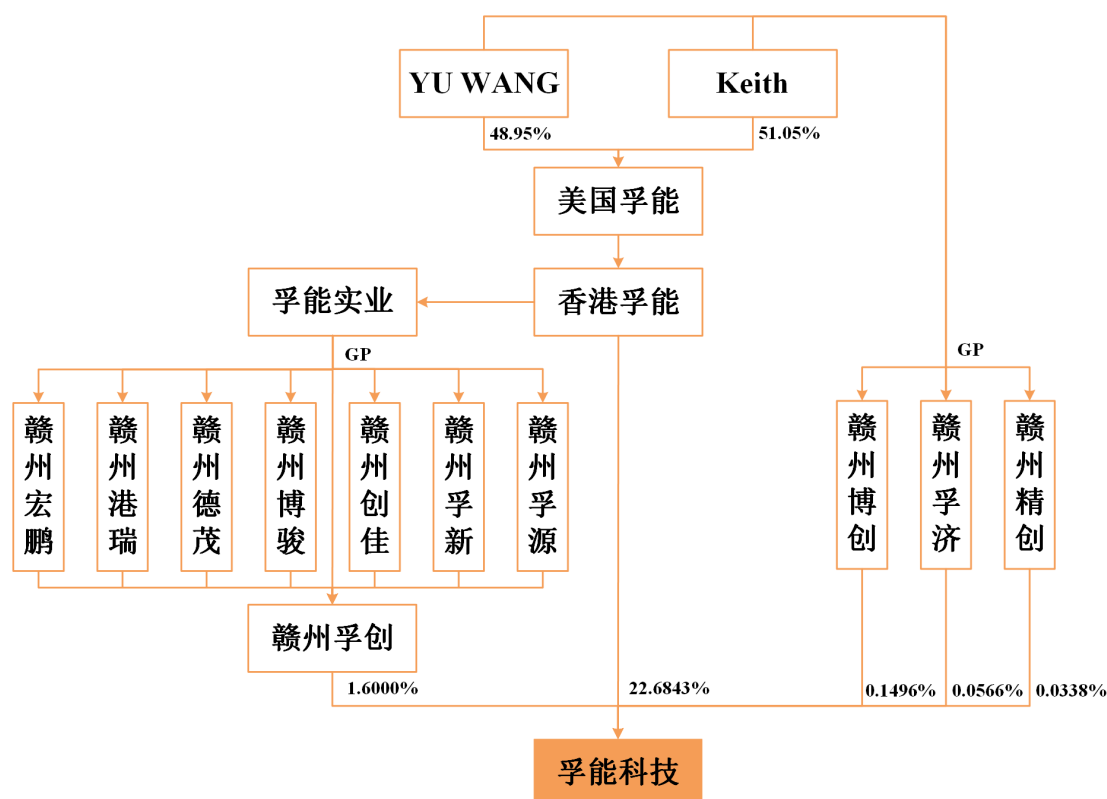 YU WANG
Keith
48.95%
51.05%
美国孚能
孚能实业
香港孚能
GP
GP
赣州宏鹏
赣州港瑞
赣州德茂
赣州博骏
赣州创佳
赣州孚新
赣州孚源
赣州博创
赣州孚济
赣州精创
赣州孚创
1.6000%
22.6843%
0.1496%
0.0566%
0.0338%
孚能科技